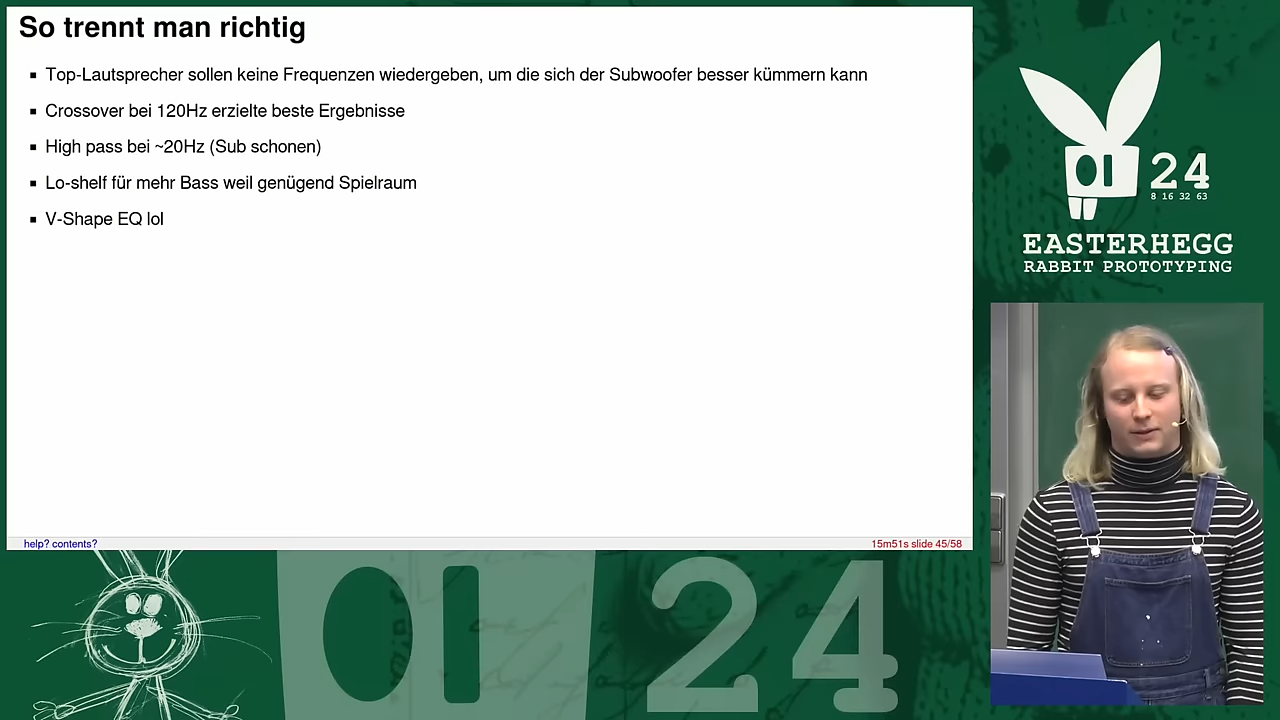 So trennt man richtig
Top-Lautsprecher sollen keine Frequenzen wiedergeben, um die sich der Subwoofer besser kümmern kann
Crossover bei 120Hz erzielte beste Ergebnisse
High pass bei ~20Hz (Sub schonen)
Lo-shelf für mehr Bass weil genügend Spielraum
V-Shape EQ lol
help? contents?
15m51s slide 45/58
24
8 16 32 63
EASTERHEGG
RABBIT PROTOTYPING
24